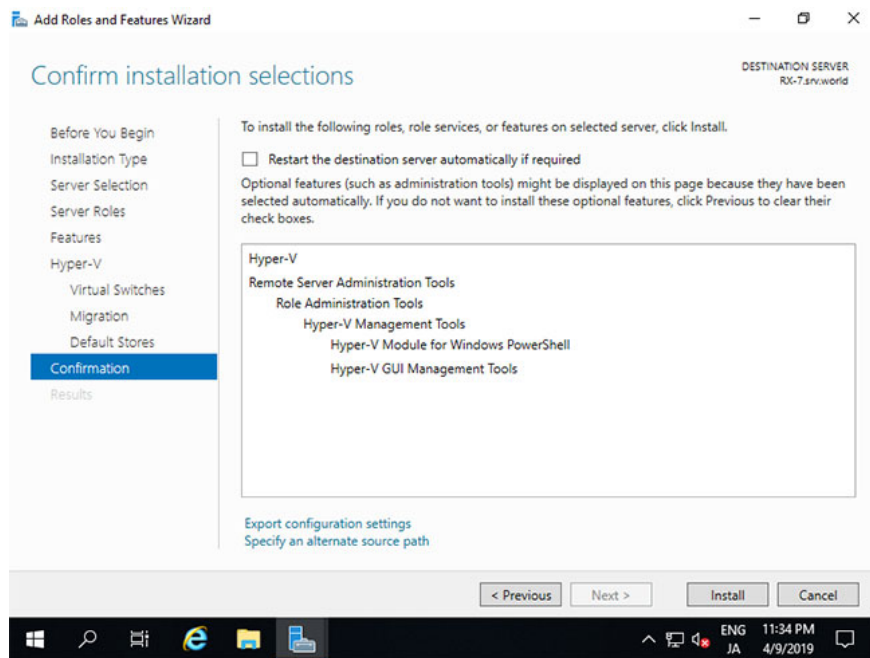 Add Roles and Features Wizard
Confirm installation selections
DESTINATION SERVER
RX-7.srv.world
Before You Begin
Installation Type
Server Selection
Server Roles
Features
Hyper-V
Virtual Switches
Migration
Default Stores
Confirmation
Results
To install the following roles, role services, or features on selected server, click Install.
Restart the destination server automatically if required
Optional features (such as administration tools) might be displayed on this page because they have been
selected automatically. If you do not want to install these optional features, click Previous to clear their
check boxes.
Hyper-V
Remote Server Administration Tools
Role Administration Tools
Hyper-V Management Tools
Hyper-V Module for Windows PowerShell
Hyper-V GUI Management Tools
Export configuration settings
Specify an alternate source path
< Previous
Next >
Install
Cancel
ENG
JA
11:34 PM
4/9/2019